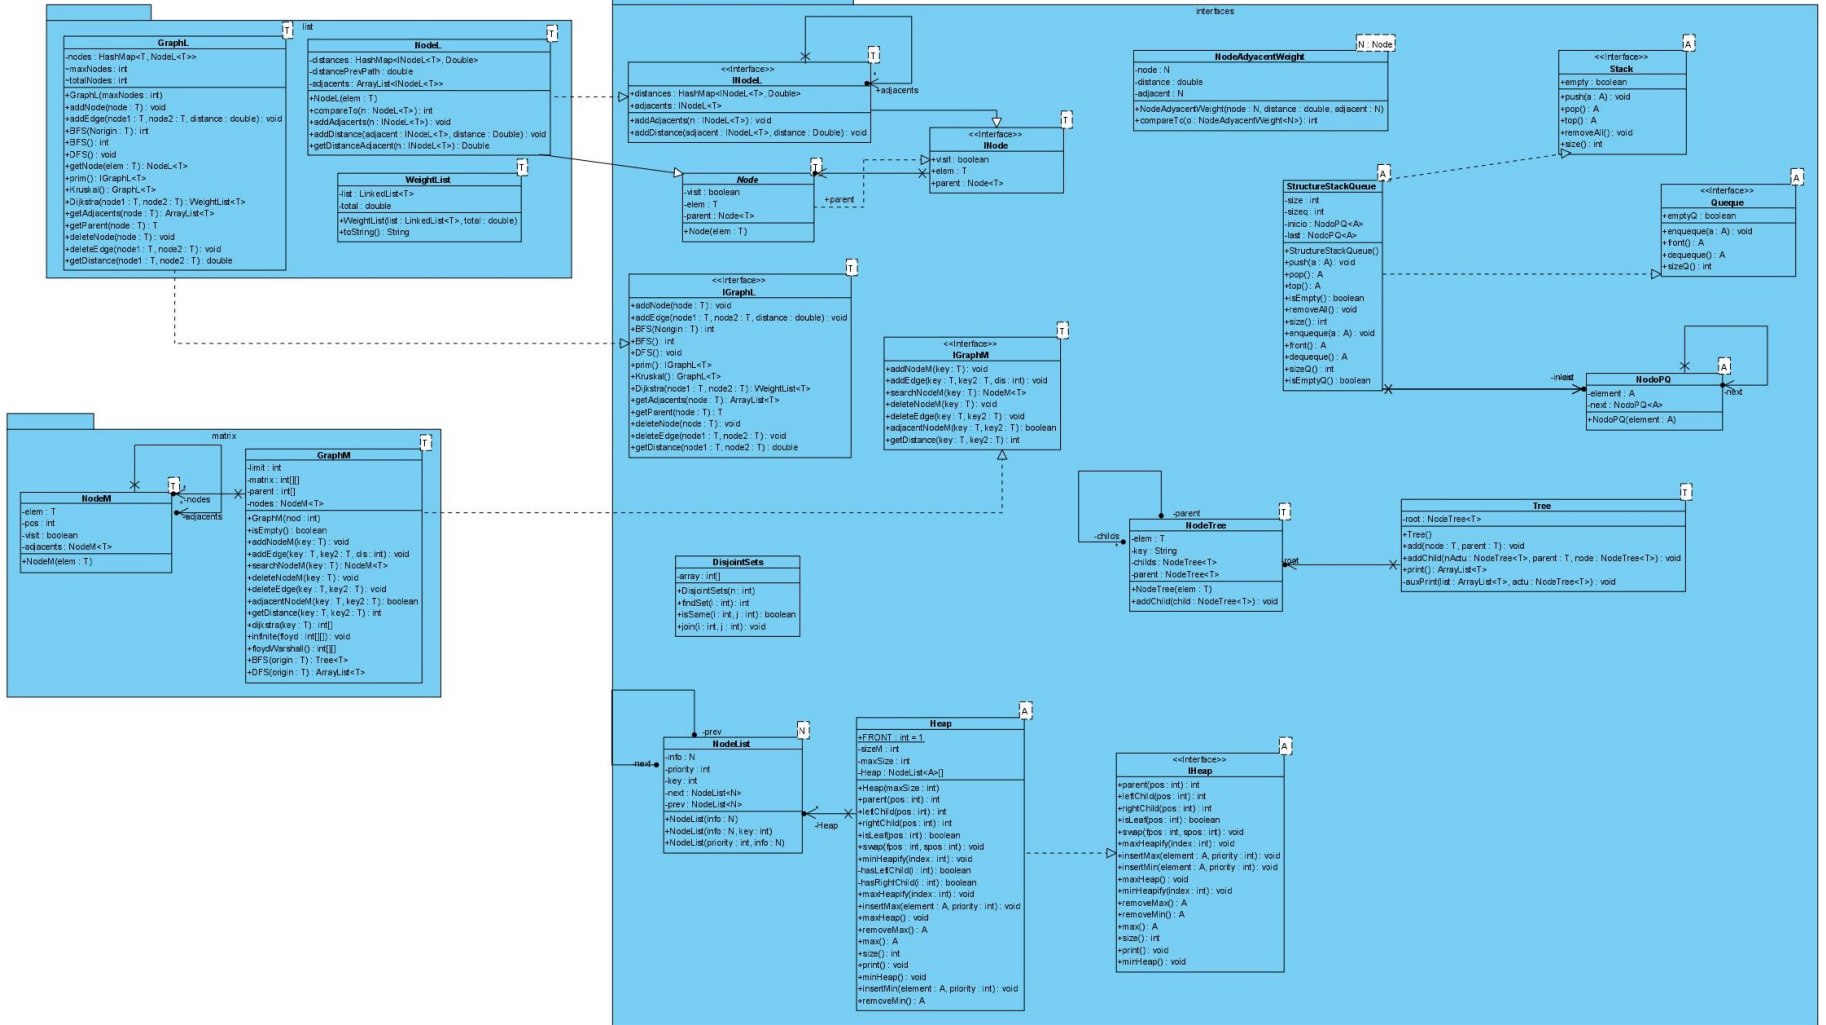 list
T
GraphL
-nodes : HashMap<T, NodeL<T>>
~maxNodes : int
~totalNodes : int
+GraphL(maxNodes : int)
+addNode(node : T) : void
+addEdge(node1 : T, node2 : T, distance : double) : void
+BFS(Norigin : T) : int
+BFS() : int
+DFS() : void
+getNode(elem : T) : NodeL<T>
+prim() : IGraphL<T>
+Kruskal() : GraphL<T>
+Dijkstra(node1 : T, node2 : T) : WeightList<T>
+getAdjacents(node : T) : ArrayList<T>
+getParent(node : T) : T
+deleteNode(node : T) : void
+deleteEdge(node1 : T, node2 : T) : void
+getDistance(node1 : T, node2 : T) : double
T
NodeL
-distances : HashMap<INodeL<T>, Double>
-distancePrevPath : double
-adjacents : ArrayList<INodeL<T>>
+NodeL(elem : T)
+compareTo(n : NodeL<T>) : int
+addAdjacents(n : INodeL<T>) : void
+addDistance(adjacent : INodeL<T>, distance : Double) : void
+getDistanceAdjacent(n : INodeL<T>) : Double
T
WeightList
-list : LinkedList<T>
-total : double
+WeightList(list : LinkedList<T>, total : double)
+toString() : String
interfaces
T
<<Interface>>
INodeL
+distances : HashMap<INodeL<T>, Double>
+adjacents : INodeL<T>
+addAdjacents(n : INodeL<T>) : void
+addDistance(adjacent : INodeL<T>, distance : Double) : void
*
+adjacents
T
<<Interface>>
INode
+visit : boolean
+elem : T
+parent : Node<T>
T
Node
-visit : boolean
-elem : T
-parent : Node<T>
+Node(elem : T)
+parent
N : Node
NodeAdyacentWeight
-node : N
-distance : double
-adjacent : N
+NodeAdyacentWeight(node : N, distance : double, adjacent : N)
+compareTo(o : NodeAdyacentWeight<N>) : int
A
<<Interface>>
Stack
+empty : boolean
+push(a : A) : void
+pop() : A
+top() : A
+removeAll() : void
+size() : int
A
StructureStackQueue
-size : int
-sizeq : int
-inicio : NodoPQ<A>
-last : NodoPQ<A>
+StructureStackQueue()
+push(a : A) : void
+pop() : A
+top() : A
+isEmpty() : boolean
+removeAll() : void
+size() : int
+enqueque(a : A) : void
+front() : A
+dequeque() : A
+sizeQ() : int
+isEmptyQ() : boolean
A
<<Interface>>
Queque
+emptyQ : boolean
+enqueque(a : A) : void
+front() : A
+dequeque() : A
+sizeQ() : int
A
NodoPQ
-element : A
-next : NodoPQ<A>
+NodoPQ(element : A)
-next
T
<<Interface>>
IGraphL
+addNode(node : T) : void
+addEdge(node1 : T, node2 : T, distance : double) : void
+BFS(Norigin : T) : int
+BFS() : int
+DFS() : void
+prim() : IGraphL<T>
+Kruskal() : GraphL<T>
+Dijkstra(node1 : T, node2 : T) : WeightList<T>
+getAdjacents(node : T) : ArrayList<T>
+getParent(node : T) : T
+deleteNode(node : T) : void
+deleteEdge(node1 : T, node2 : T) : void
+getDistance(node1 : T, node2 : T) : double
T
<<Interface>>
IGraphM
+addNodeM(key : T) : void
+addEdge(key : T, key2 : T, dis : int) : void
+searchNodeM(key : T) : NodeM<T>
+deleteNodeM(key : T) : void
+deleteEdge(key : T, key2 : T) : void
+adjacentNodeM(key : T, key2 : T) : boolean
+getDistance(key : T, key2 : T) : int
matrix
T
NodeM
-elem : T
-pos : int
-visit : boolean
-adjacents : NodeM<T>
+NodeM(elem : T)
*
-nodes
*
-adjacents
T
GraphM
-limit : int
-matrix : int[][]
-parent : int[]
-nodes : NodeM<T>
+GraphM(nod : int)
+isEmpty() : boolean
+addNodeM(key : T) : void
+addEdge(key : T, key2 : T, dis : int) : void
+searchNodeM(key : T) : NodeM<T>
+deleteNodeM(key : T) : void
+deleteEdge(key : T, key2 : T) : void
+adjacentNodeM(key : T, key2 : T) : boolean
+getDistance(key : T, key2 : T) : int
+dijkstra(key : T) : int[]
+infinite(floyd : int[][]) : void
+floydWarshall() : int[][]
+BFS(origin : T) : Tree<T>
+DFS(origin : T) : ArrayList<T>
DisjointSets
-array : int[]
+DisjointSets(n : int)
+findSet(i : int) : int
+isSame(i : int, j : int) : boolean
+join(i : int, j : int) : void
-parent
-childs
*
T
NodeTree
-elem : T
-key : String
-childs : NodeTree<T>
-parent : NodeTree<T>
+NodeTree(elem : T)
+addChild(child : NodeTree<T>) : void
-root
T
Tree
-root : NodeTree<T>
+Tree()
+add(node : T, parent : T) : void
+addChild(nActu : NodeTree<T>, parent : T, node : NodeTree<T>) : void
+print() : ArrayList<T>
-auxPrint(list : ArrayList<T>, actu : NodeTree<T>) : void
-prev
-next
N
NodeList
-info : N
-priority : int
-key : int
-next : NodeList<N>
-prev : NodeList<N>
+NodeList(info : N)
+NodeList(info : N, key : int)
+NodeList(priority : int, info : N)
*
-Heap
A
Heap
+FRONT : int = 1
-sizeM : int
-maxSize : int
-Heap : NodeList<A>[]
+Heap(maxSize : int)
+parent(pos : int) : int
+leftChild(pos : int) : int
+rightChild(pos : int) : int
+isLeaf(pos : int) : boolean
+swap(fpos : int, spos : int) : void
+minHeapify(index : int) : void
-hasLeftChild(i : int) : boolean
-hasRightChild(i : int) : boolean
+maxHeapify(index : int) : void
+insertMax(element : A, priority : int) : void
+maxHeap() : void
+removeMax() : A
+max() : A
+size() : int
+print() : void
+minHeap() : void
+insertMin(element : A, priority : int) : void
+removeMin() : A
A
<<Interface>>
IHeap
+parent(pos : int) : int
+leftChild(pos : int) : int
+rightChild(pos : int) : int
+isLeaf(pos : int) : boolean
+swap(fpos : int, spos : int) : void
+maxHeapify(index : int) : void
+insertMax(element : A, priority : int) : void
+insertMin(element : A, priority : int) : void
+maxHeap() : void
+minHeapify(index : int) : void
+removeMax() : A
+removeMin() : A
+max() : A
+size() : int
+print() : void
+minHeap() : void